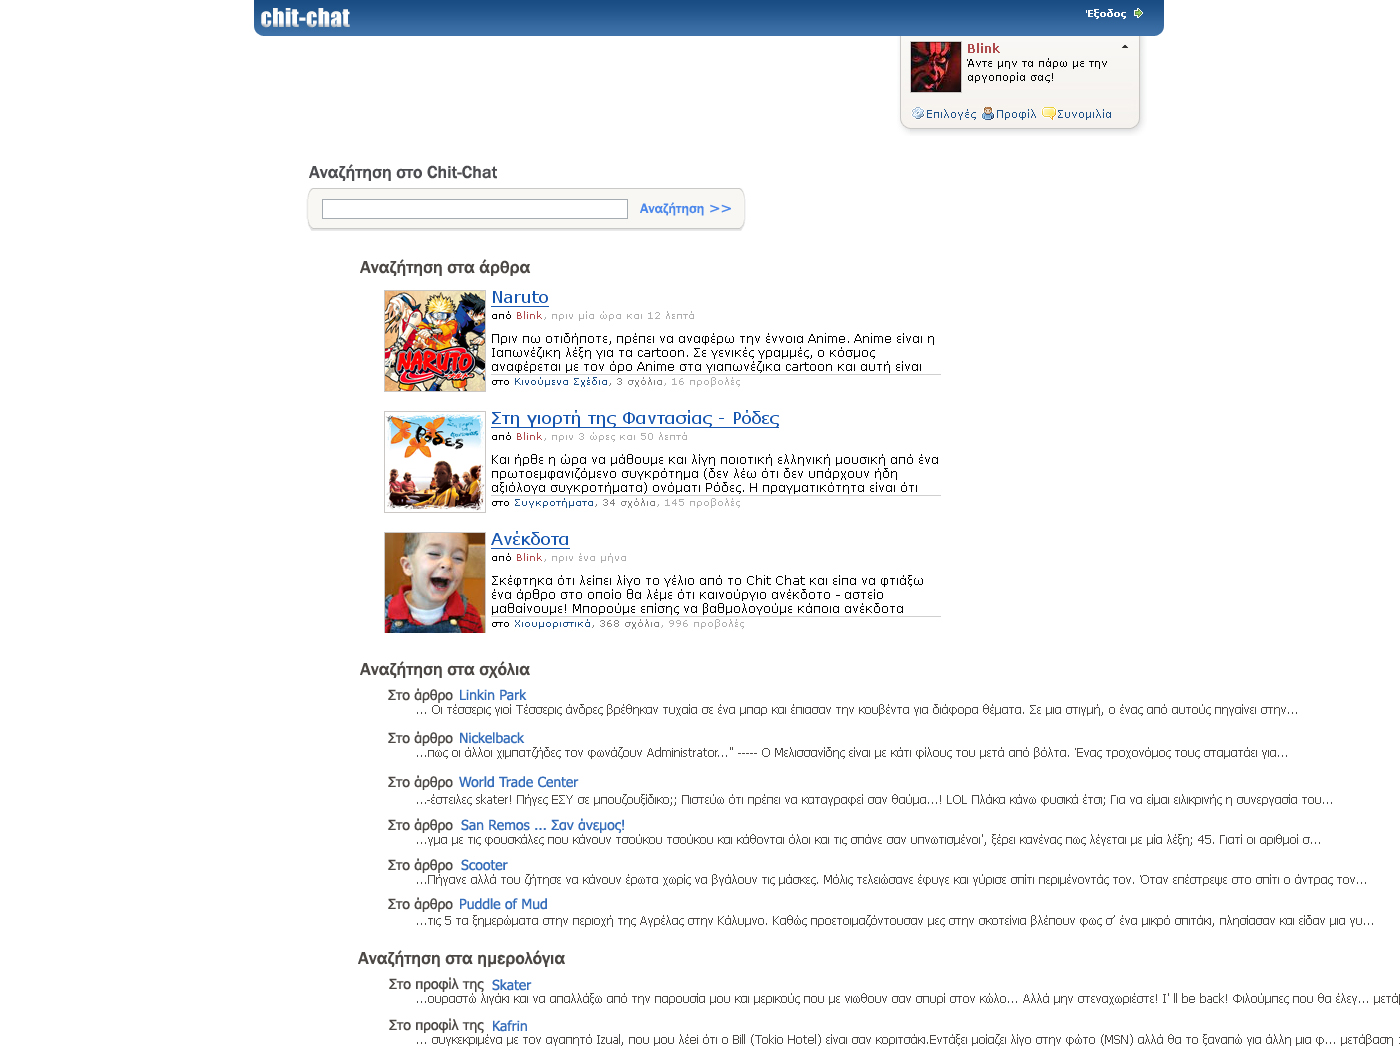 chit-chat
Έξοδος
Blink
Άντε μην τα πάρω με την
αργοπορία σας!
Επιλογές Προφίλ Συνομιλία
Αναζήτηση στο Chit-Chat
Αναζήτηση >>
Αναζήτηση στα άρθρα
NARUTO
Naruto
από Blink, πριν μία ώρα και 12 λεπτά
Πριν πω οτιδήποτε, πρέπει να αναφέρω την έννοια Anime. Anime είναι η
Ιαπωνέζικη λέξη για τα cartoon. Σε γενικές γραμμές, ο κόσμος
αναφέρεται με τον όρο Anime στα γιαπωνέζικα cartoon και αυτή είναι
στο Κινούμενα Σχέδια, 3 σχόλια, 16 προβολές
Ρόδες
Στη γιορτή της Φαντασίας - Ρόδες
από Blink, πριν 3 ώρες και 50 λεπτά
Και ήρθε η ώρα να μάθουμε και λίγη ποιοτική ελληνική μουσική από ένα
πρωτοεμφανιζόμενο συγκρότημα (δεν λέω ότι δεν υπάρχουν ήδη
αξιόλογα συγκροτήματα) ονόματι Ρόδες. Η πραγματικότητα είναι ότι
στο Συγκροτήματα, 34 σχόλια, 145 προβολές
Ανέκδοτα
από Blink, πριν ένα μήνα
Σκέφτηκα ότι λείπει λίγο το γέλιο από το Chit Chat και είπα να φτιάξω
ένα άρθρο στο οποίο θα λέμε ότι καινούργιο ανέκδοτο - αστείο
μαθαίνουμε! Μπορούμε επίσης να βαθμολογούμε κάποια ανέκδοτα
στο Χιουμοριστικά, 368 σχόλια, 996 προβολές
Αναζήτηση στα σχόλια
Στο άρθρο Linkin Park
... Οι τέσσερις γιοί Τέσσερις άνδρες βρέθηκαν τυχαία σε ένα μπαρ και έπιασαν την κουβέντα για διάφορα θέματα. Σε μια στιγμή, ο ένας από αυτούς πηγαίνει στην...
Στο άρθρο Nickelback
...πως οι άλλοι χιμπατζήδες τον φωνάζουν Administrator..." ----- Ο Μελισσανίδης είναι με κάτι φίλους του μετά από βόλτα. Ένας τροχονόμος τους σταματάει για...
Στο άρθρο World Trade Center
...-έστειλες skater! Πήγες ΕΣΥ σε μπουζουξίδικο;; Πιστεύω ότι πρέπει να καταγραφεί σαν θαύμα...! LOL Πλάκα κάνω φυσικά έτσι; Για να είμαι ειλικρινής η συνεργασία του...
Στο άρθρο San Remos ... Σαν άνεμος!
...γμα με τις φουσκάλες που κάνουν τσούκου τσούκου και κάθονται όλοι και τις σπάνε σαν υπνωτισμένοι', ξέρει κανένας πως λέγεται με μία λέξη; 45. Γιατί οι αριθμοί σ...
Στο άρθρο Scooter
...Πήγανε αλλά του ζήτησε να κάνουν έρωτα χωρίς να βγάλουν τις μάσκες. Μόλις τελειώσανε έφυγε και γύρισε σπίτι περιμένοντάς τον. Όταν επέστρεψε στο σπίτι ο άντρας τον...
Στο άρθρο Puddle of Mud
...τις 5 τα ξημερώματα στην περιοχή της Αγρέλας στην Κάλυμνο. Καθώς προετοιμαζόντουσαν μες στην σκοτείνια βλέπουν φως σ' ένα μικρό σπιτάκι, πλησίασαν και είδαν μια γυ...
Αναζήτηση στα ημερολόγια
Στο προφίλ της Skater
...ουραστώ λιγάκι και να απαλλάξω από την παρουσία μου και μερικούς που με νιωθουν σαν σπυρί στον κώλο... Αλλά μην στεναχωριέστε! I' ll be back! Φιλούμπες που θα έλεγ... μετάβ
Στο προφίλ της Kafrin
... συγκεκριμένα με τον αγαπητό Izual, που μου λέει ότι ο Bill (Tokio Hotel) είναι σαν κοριτσάκι.Εντάξει μοίαζει λίγο στην φώτο (MSN) αλλά θα το ξαναπώ για άλλη μια φ... μετάβαση